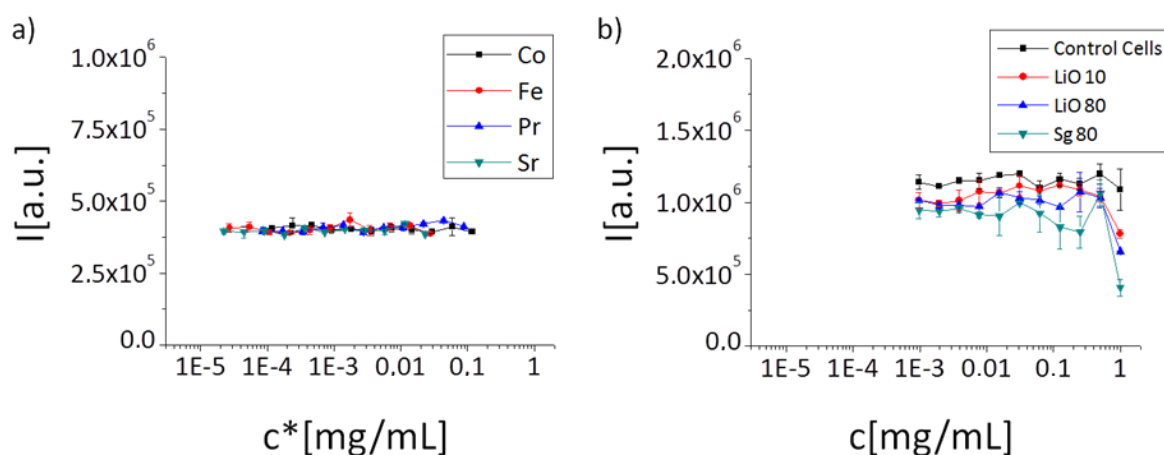 a)
I[a.u.]
1.0x10^6
7.5x10^5
5.0x10^5
2.5x10^5
0.0
1E-5
1E-4
1E-3
0.01
0.1
1
c*[mg/mL]
Co
Fe
Pr
Sr
b)
I[a.u.]
2.0x10^6
1.5x10^6
1.0x10^6
5.0x10^5
0.0
1E-5
1E-4
1E-3
0.01
0.1
1
c[mg/mL]
Control Cells
LiO 10
LiO 80
Sg 80